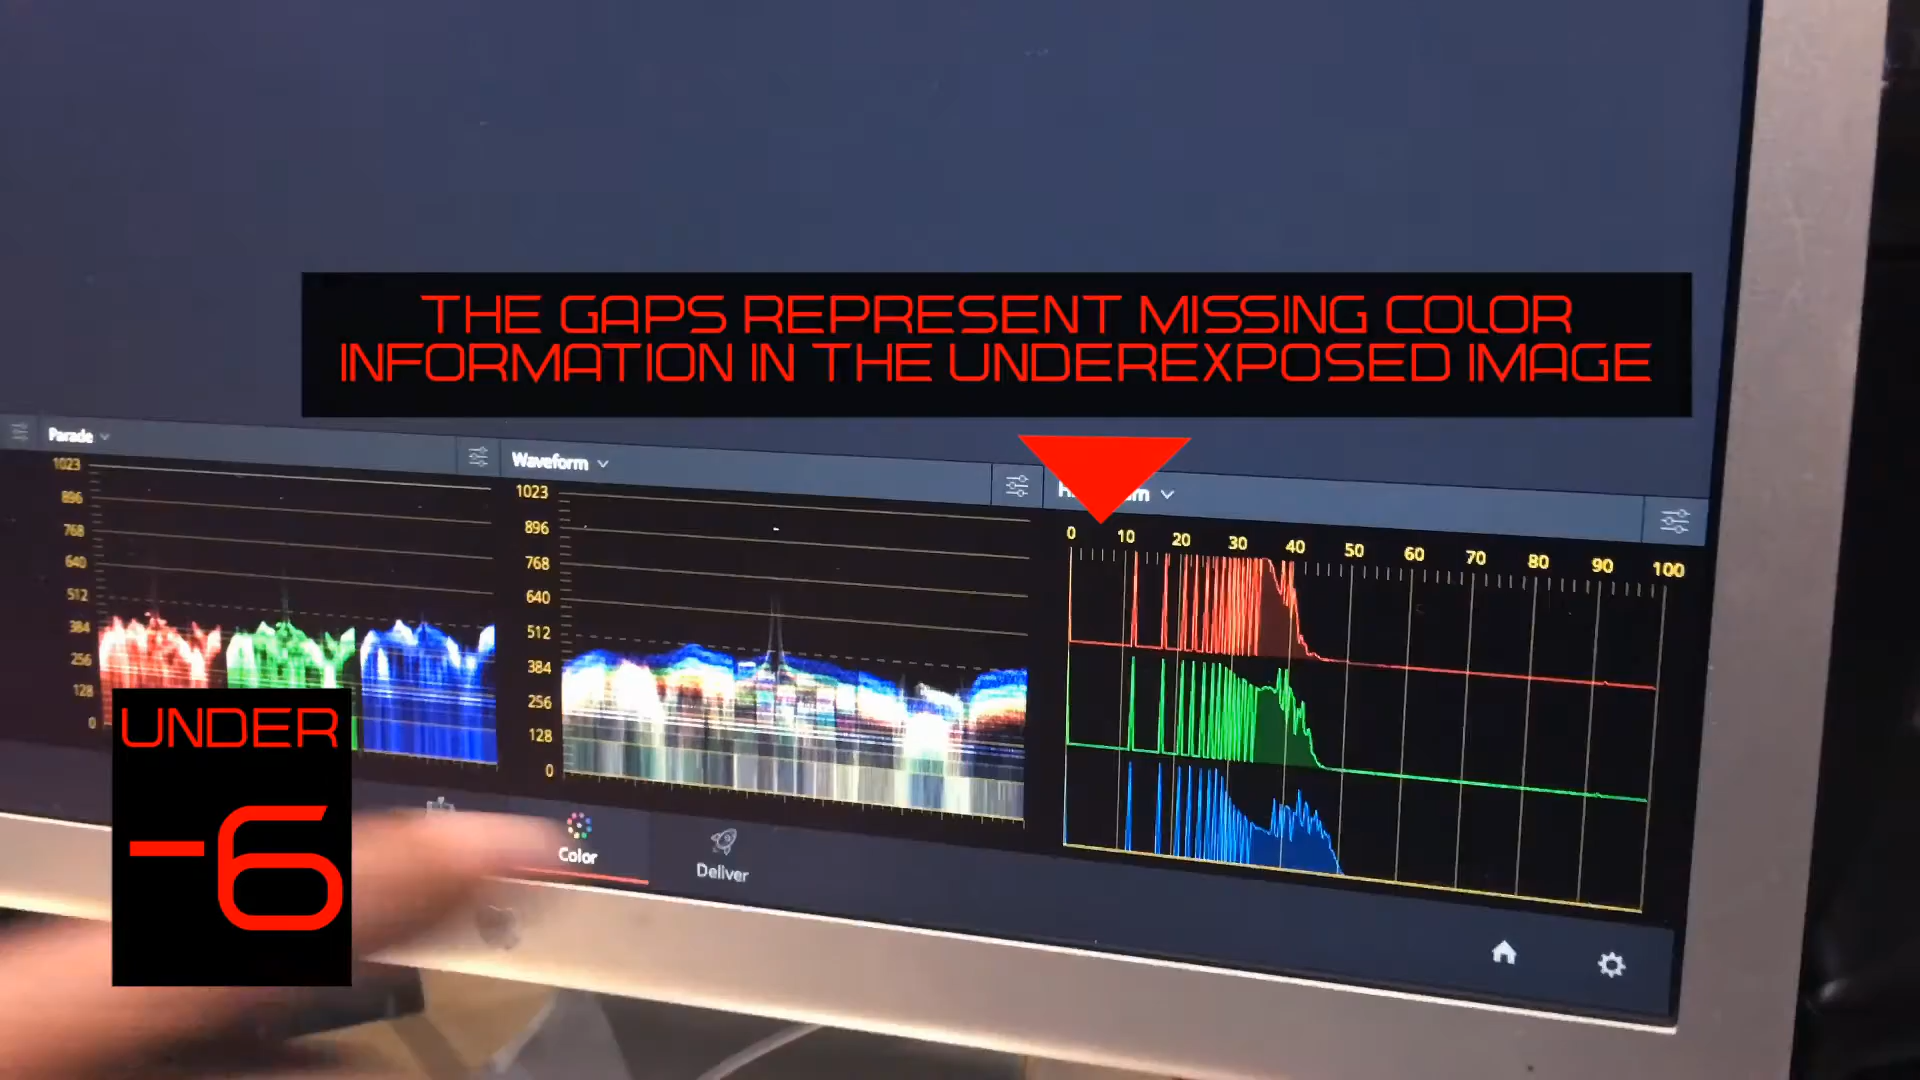 THE GAPS REPRESENT MISSING COLOR
INFORMATION IN THE UNDEREXPOSED IMAGE
Parade
1023
896
768
640
512
384
256
128
0
Waveform
1023
896
768
640
512
384
256
128
0
0 10 20 30 40 50 60 70 80 90 100
UNDER
-6
Color
Deliver